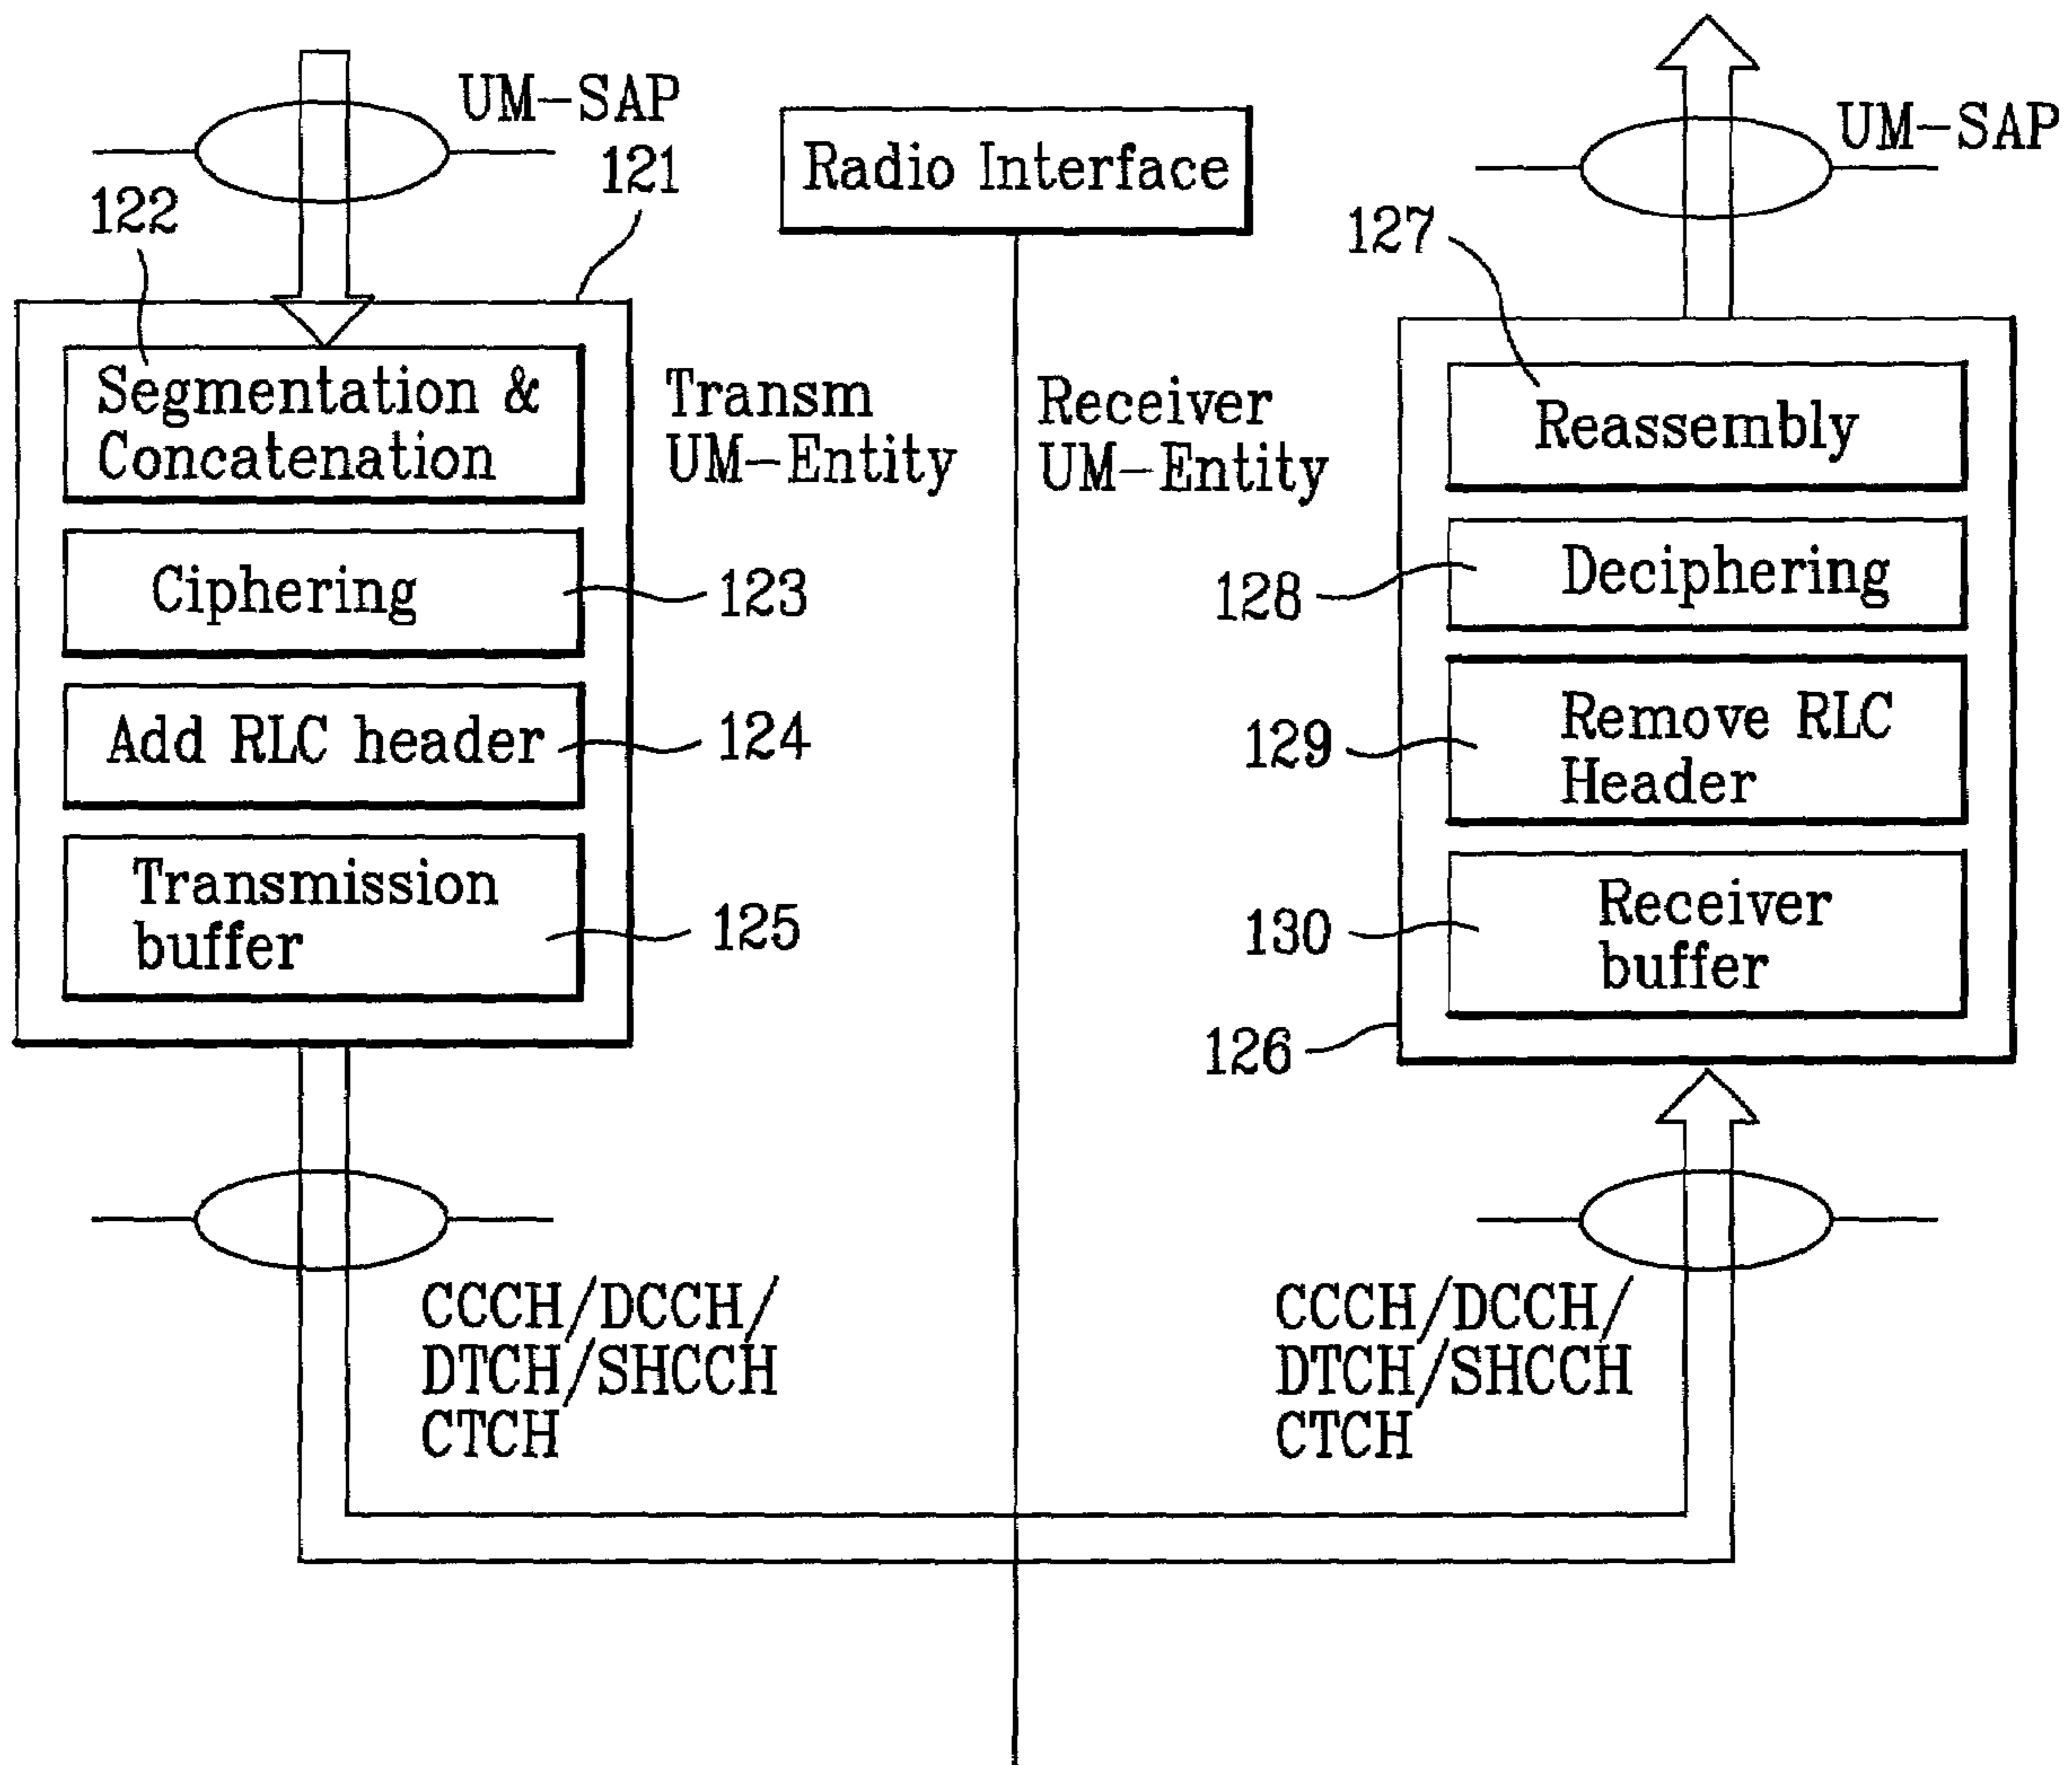 UM-SAP
121
122
Segmentation &
Concatenation
Ciphering
123
Add RLC header
124
Transmission
buffer
125
Transm
UM-Entity
CCCH/DCCH/
DTCH/SHCCH
CTCH
Radio Interface
Receiver
UM-Entity
UM-SAP
127
Reassembly
128
Deciphering
129
Remove RLC
Header
130
Receiver
buffer
126
CCCH/DCCH/
DTCH/SHCCH
CTCH